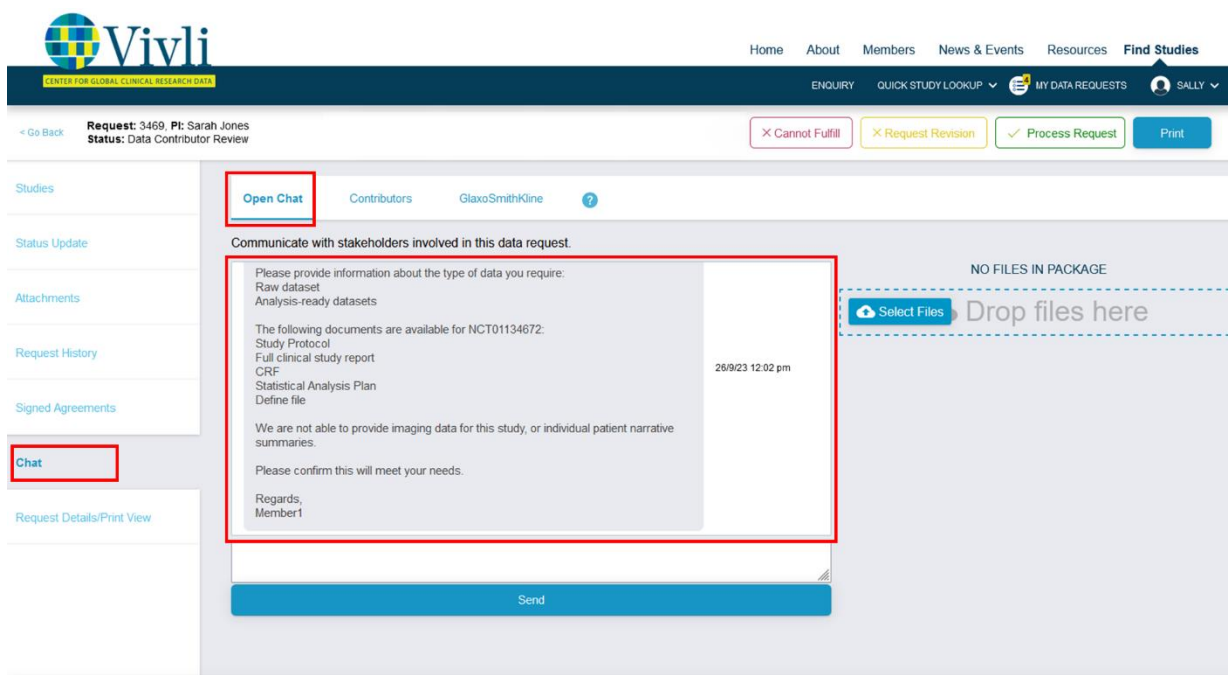 Vivli
CENTER FOR GLOBAL CLINICAL RESEARCH DATA
Home About Members News & Events Resources Find Studies
ENQUIRY QUICK STUDY LOOKUP 4 MY DATA REQUESTS SALLY
< Go Back
Request: 3469, PI: Sarah Jones
Status: Data Contributor Review
Cannot Fulfill Request Revision Process Request Print
Studies
Status Update
Attachments
Request History
Signed Agreements
Chat
Request Details/Print View
Open Chat Contributors GlaxoSmithKline ?
Communicate with stakeholders involved in this data request.
Please provide information about the type of data you require:
Raw dataset
Analysis-ready datasets
The following documents are available for NCT01134672:
Study Protocol
Full clinical study report
CRF
Statistical Analysis Plan
Define file
We are not able to provide imaging data for this study, or individual patient narrative
summaries.
Please confirm this will meet your needs.
Regards,
Member1
26/9/23 12:02 pm
Send
NO FILES IN PACKAGE
Select Files Drop files here